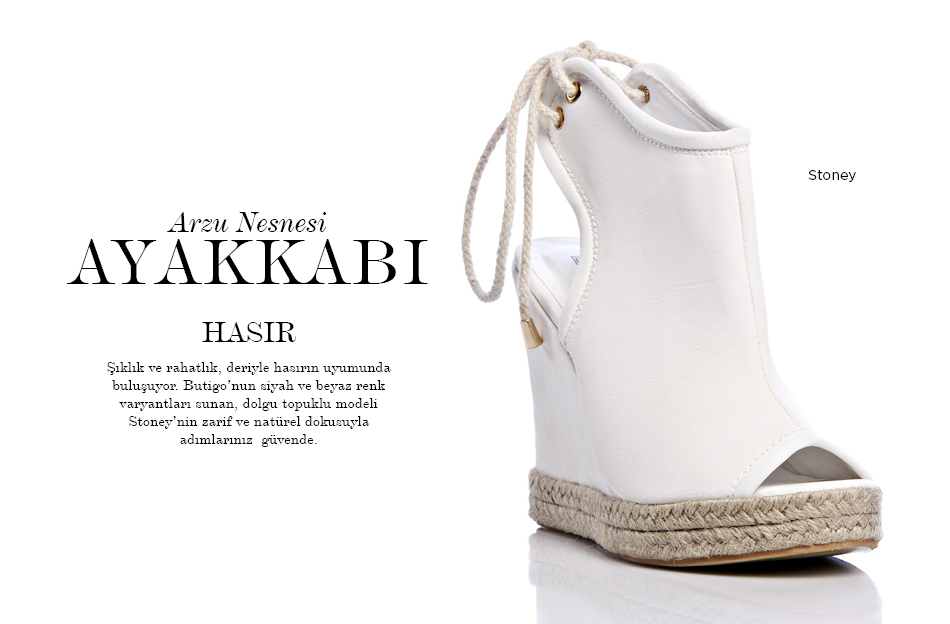 Arzu Nesnesi
AYAKKABI
HASIR
Şıklık ve rahatlık, deriyle hasırın uyumunda
buluşuyor. Butigo’nun siyah ve beyaz renk
varyantları sunan, dolgu topuklu modeli
Stoney’nin zarif ve natürel dokusuyla
adımlarınız güvende.
Stoney